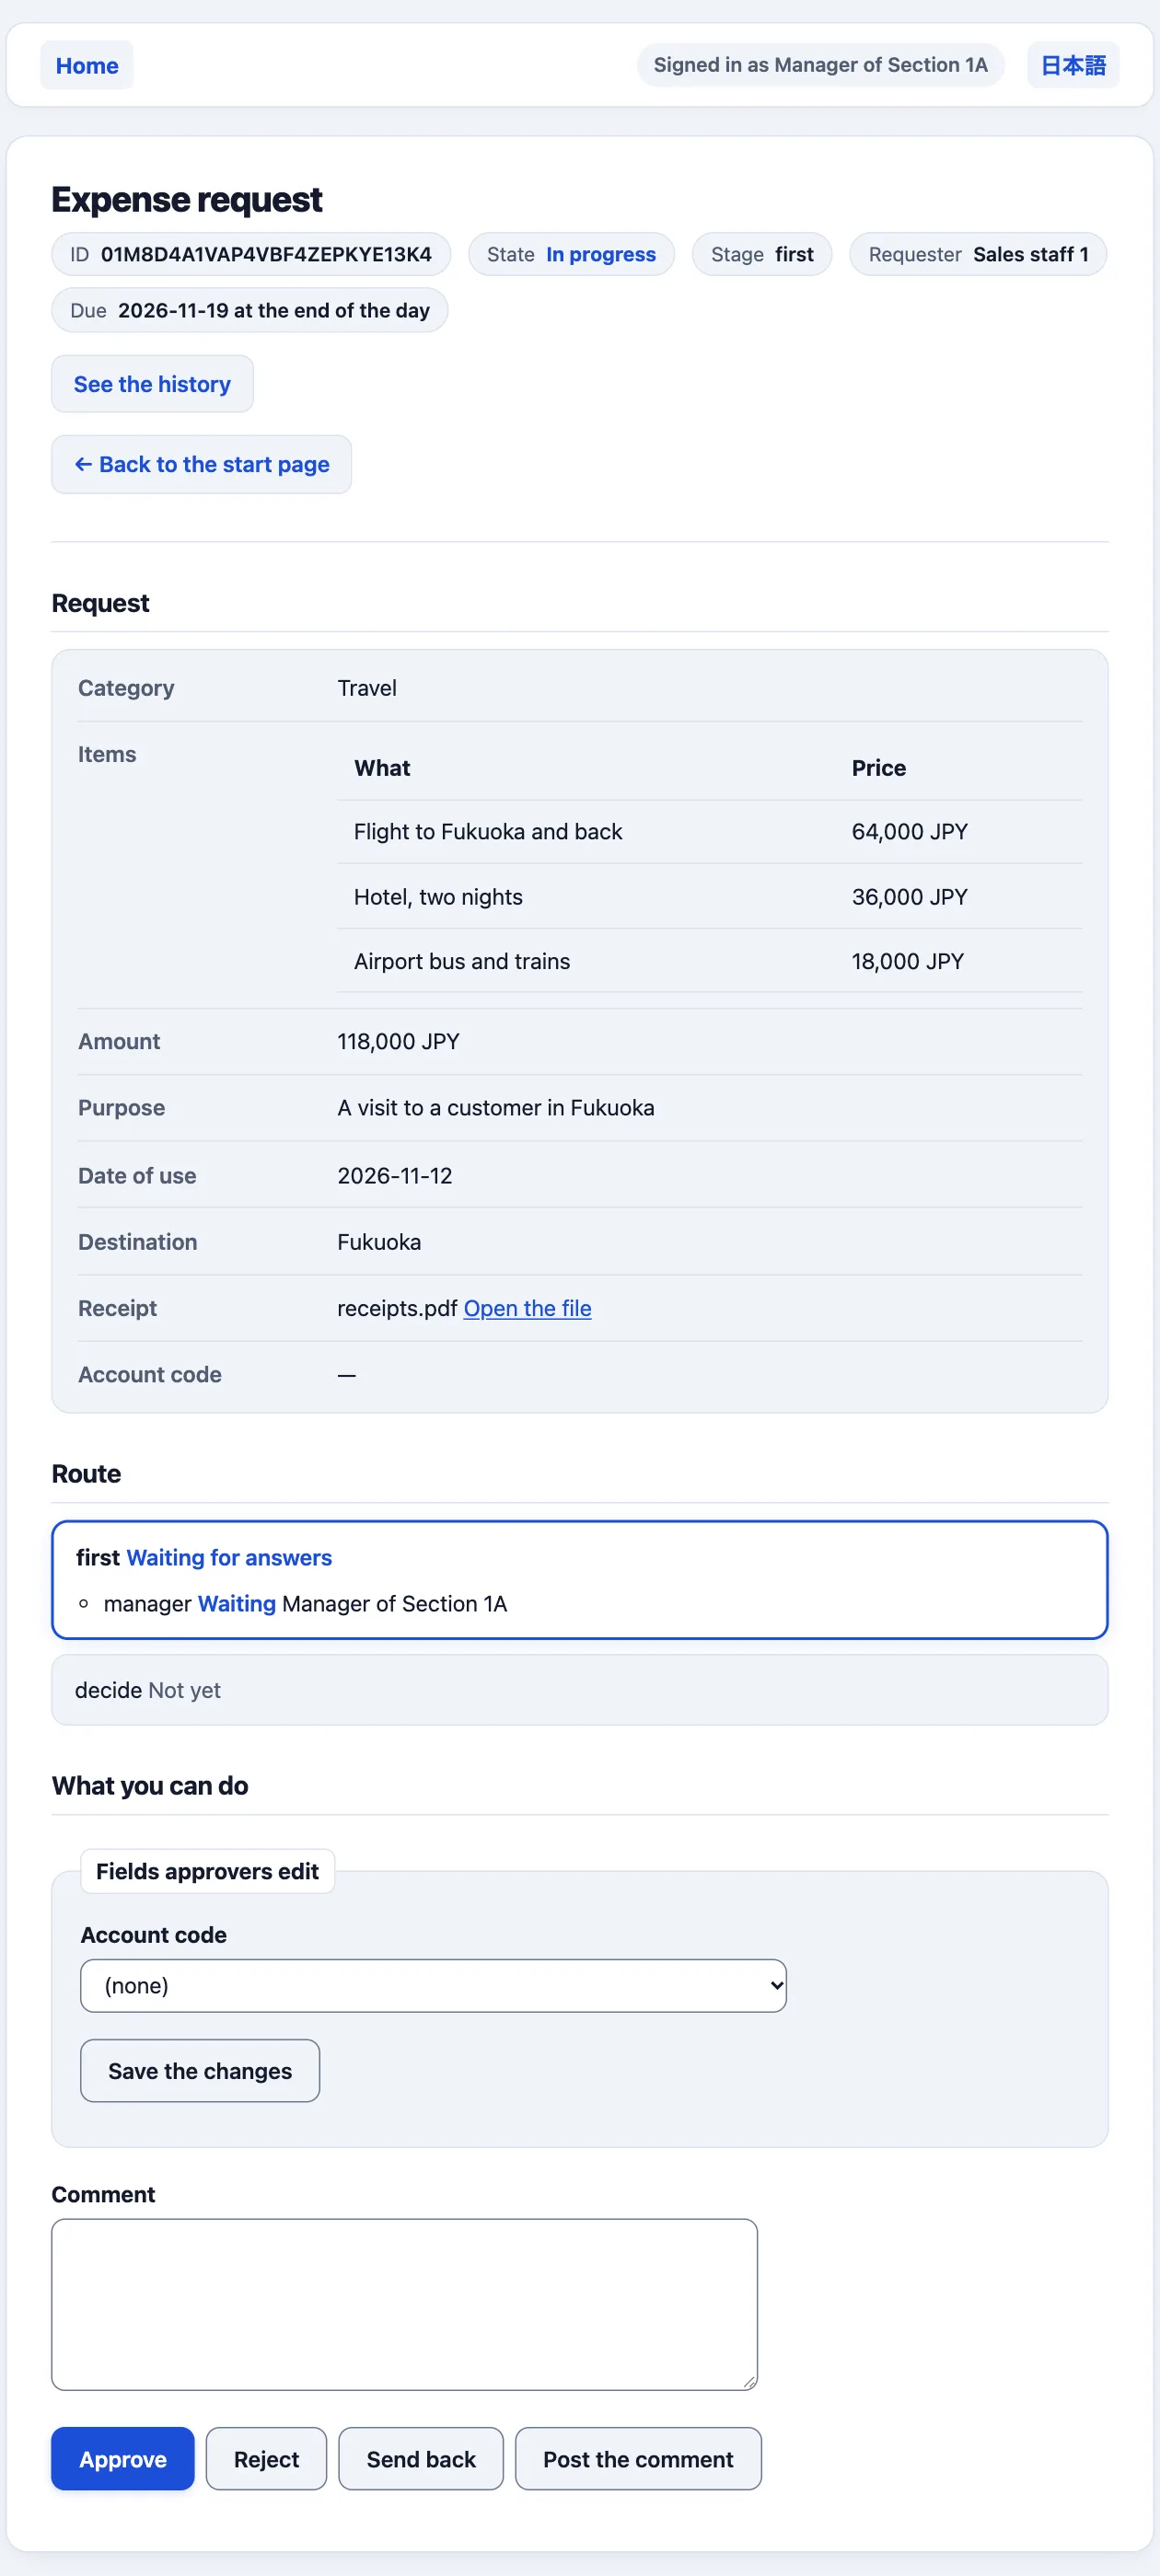 Home
Signed in as Manager of Section 1A
日本語
Expense request
ID 01M8D4A1VAP4VBF4ZEPKYE13K4
State In progress
Stage first
Requester Sales staff 1
Due 2026-11-19 at the end of the day
See the history
← Back to the start page
Request
Category Travel
Items
What Price
Flight to Fukuoka and back 64,000 JPY
Hotel, two nights 36,000 JPY
Airport bus and trains 18,000 JPY
Amount 118,000 JPY
Purpose A visit to a customer in Fukuoka
Date of use 2026-11-12
Destination Fukuoka
Receipt receipts.pdf Open the file
Account code —
Route
first Waiting for answers
manager Waiting Manager of Section 1A
decide Not yet
What you can do
Fields approvers edit
Account code
(none)
Save the changes
Comment
Approve
Reject
Send back
Post the comment